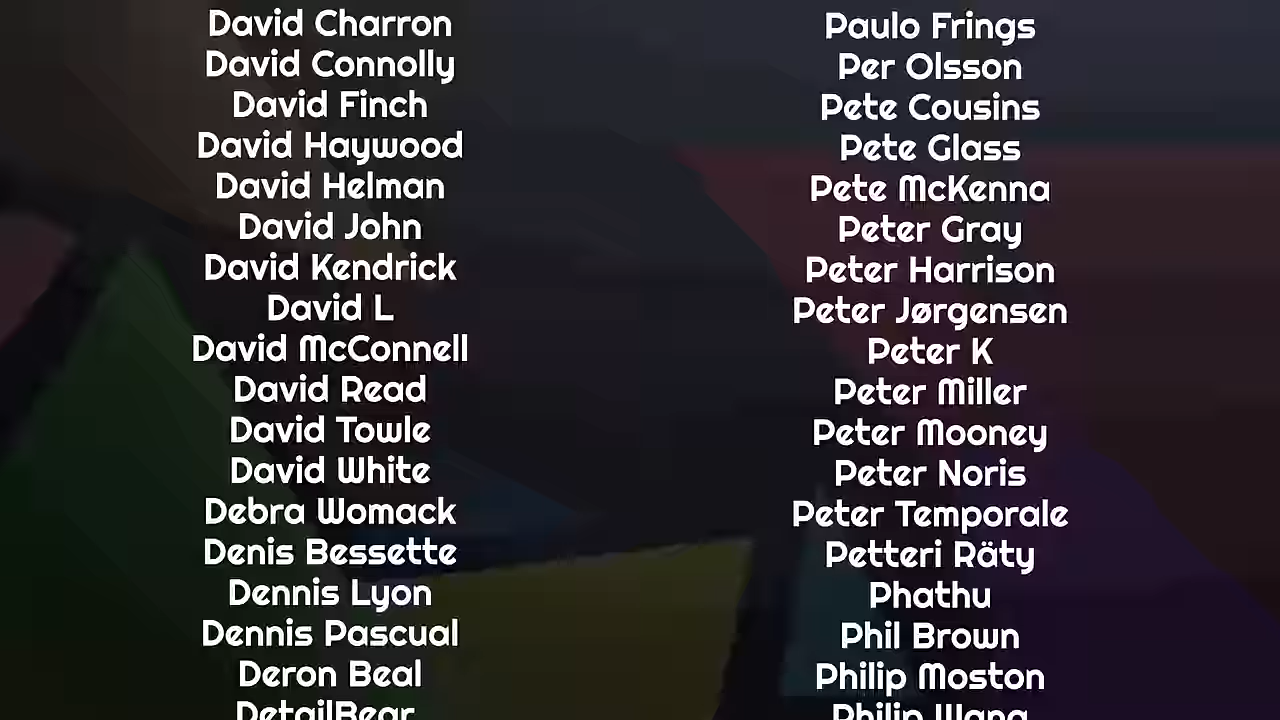 David Charron
David Connolly
David Finch
David Haywood
David Helman
David John
David Kendrick
David L
David McConnell
David Read
David Towle
David White
Debra Womack
Denis Bessette
Dennis Lyon
Dennis Pascual
Deron Beal
DetailBear
Paulo Frings
Per Olsson
Pete Cousins
Pete Glass
Pete McKenna
Peter Gray
Peter Harrison
Peter Jørgensen
Peter K
Peter Miller
Peter Mooney
Peter Noris
Peter Temporale
Petteri Räty
Phathu
Phil Brown
Philip Moston
Philip Wang